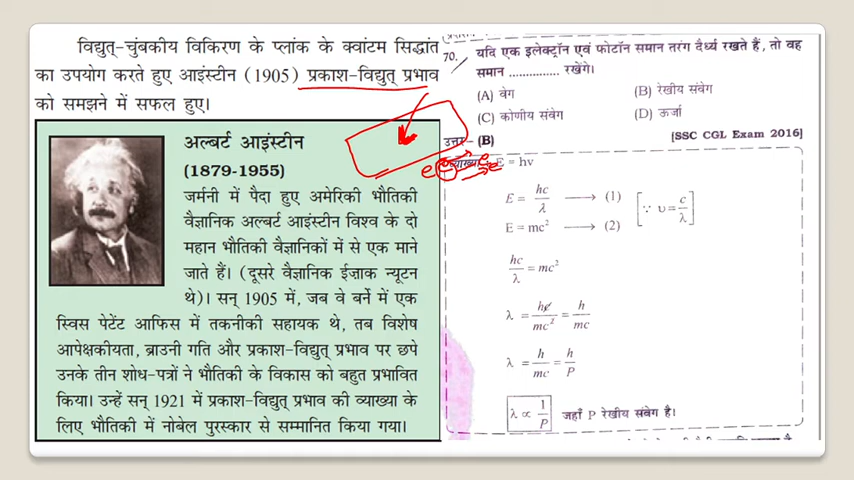 विद्युत्-चुंबकीय विकिरण के प्लांक के क्वांटम सिद्धांत
का उपयोग करते हुए आइंस्टीन (1905) प्रकाश-विद्युत् प्रभाव
को समझने में सफल हुए।
अल्बर्ट आइंस्टीन
(1879-1955)
जर्मनी में पैदा हुए अमेरिकी भौतिकी
वैज्ञानिक अल्बर्ट आइंस्टीन विश्व के दो
महान भौतिकी वैज्ञानिकों में से एक माने
जाते हैं। (दूसरे वैज्ञानिक ईजाक न्यूटन
थे)। सन् 1905 में, जब वे बर्ने में एक
स्विस पेटेंट आफिस में तकनीकी सहायक थे, तब विशेष
आपेक्षकीयता, ब्राउनी गति और प्रकाश-विद्युत् प्रभाव पर छपे
उनके तीन शोध-पत्रों ने भौतिकी के विकास को बहुत प्रभावित
किया। उन्हें सन् 1921 में प्रकाश-विद्युत् प्रभाव की व्याख्या के
लिए भौतिकी में नोबेल पुरस्कार से सम्मानित किया गया।
70. यदि एक इलेक्ट्रॉन एवं फोटॉन समान तरंग दैर्ध्य रखते हैं, तो वह
समान .............. रखेंगे।
(A) वेग (B) रेखीय संवेग
(C) कोणीय संवेग (D) ऊर्जा
उत्तर–(B) [SSC CGL Exam 2016]
व्याख्या E = hv
E = hc/λ ⟶ (1) [∵ υ = c/λ]
E = mc² ⟶ (2)
hc/λ = mc²
λ = hc/mc² = h/mc
λ = h/mc = h/P
λ ∝ 1/P जहाँ P रेखीय संवेग है।